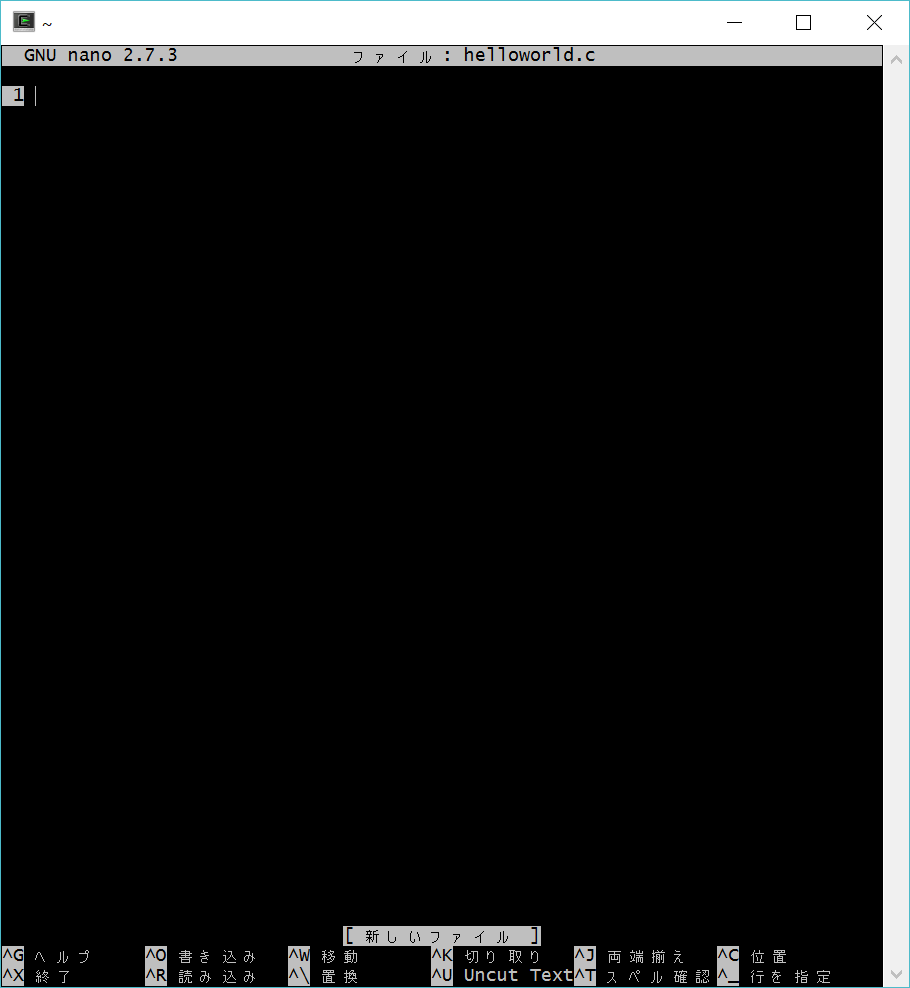 ~
GNU nano 2.7.3 ファイル: helloworld.c
1
[ 新しいファイル ]
^G ヘルプ ^O 書き込み ^W 移動 ^K 切り取り ^J 両端揃え ^C 位置
^X 終了 ^R 読み込み ^\ 置換 ^U Uncut Text ^T スペル確認 ^_ 行を指定